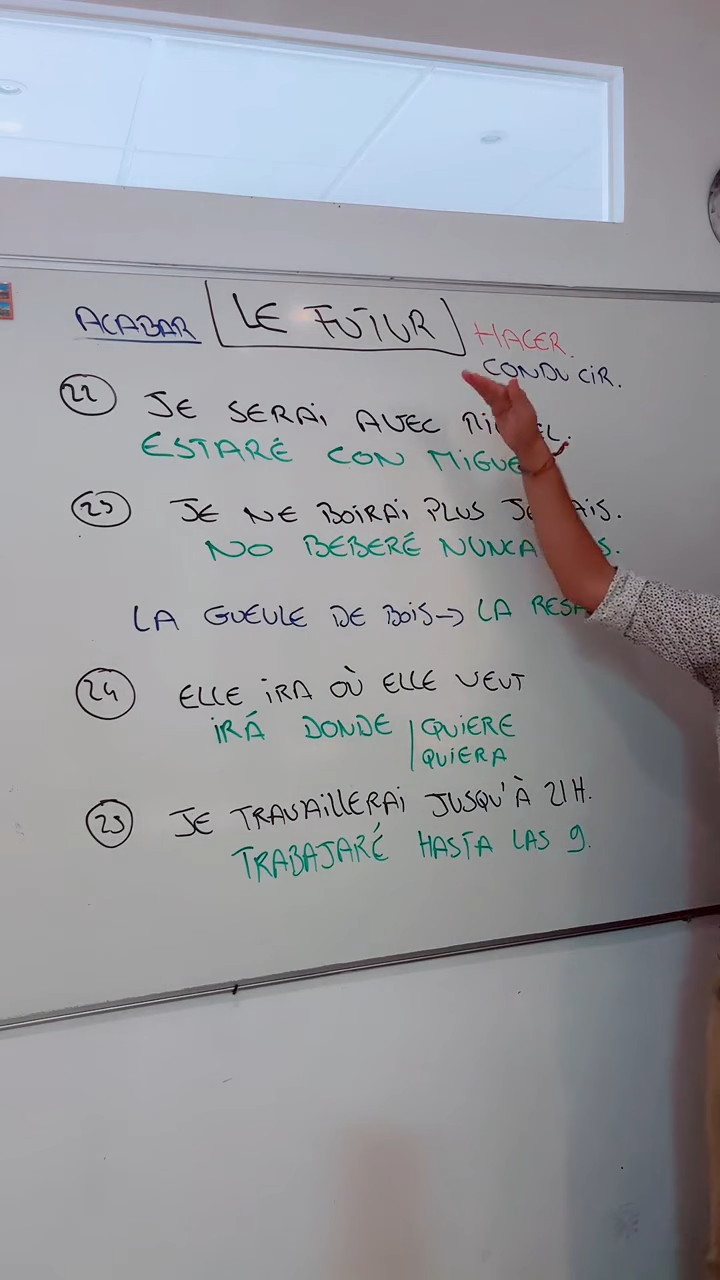 ACABAR
LE FUTUR
HACER.
CONDUCIR.
22
JE SERAI AVEC
ESTARÉ CON
23
JE NE BOIRAI PLUS
NO BEBERÉ NUNCA
LA GUEULE DE BOIS → LA
24
ELLE IRA OÙ ELLE VEUT
IRÁ DONDE QUIERE
QUIERA
25
JE TRAVAILLERAI JUSQU'À 21H.
TRABAJARÉ HASTA LAS 9.